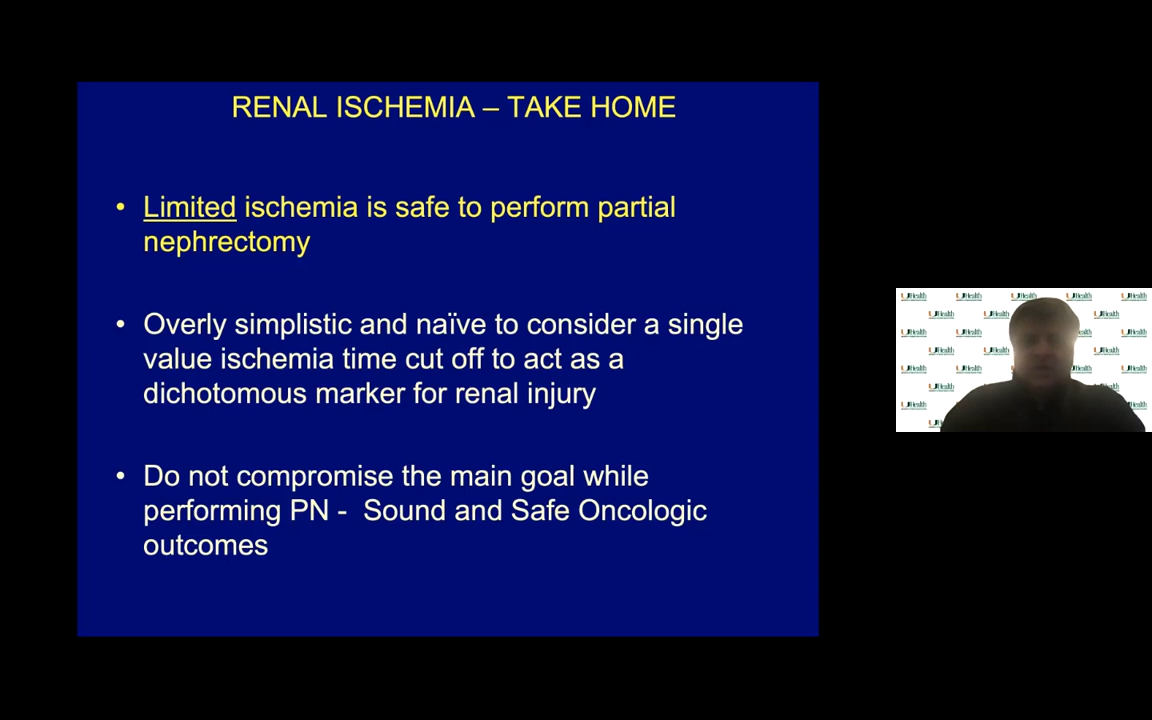 RENAL ISCHEMIA – TAKE HOME
• Limited ischemia is safe to perform partial
nephrectomy
• Overly simplistic and naïve to consider a single
value ischemia time cut off to act as a
dichotomous marker for renal injury
• Do not compromise the main goal while
performing PN - Sound and Safe Oncologic
outcomes
UHealth